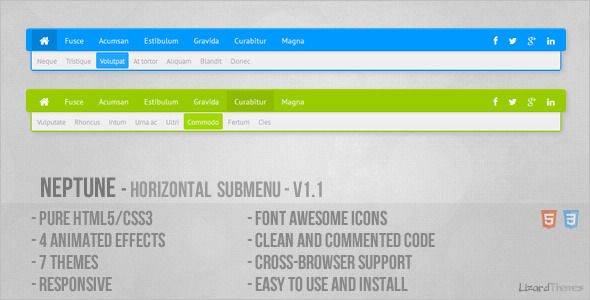 Fusce Acumsan Estibulum Gravida Curabitur Magna
Neque Tristique Volutpat At tortor Aliquam Blandit Donec
Fusce Acumsan Estibulum Gravida Curabitur Magna
Vulputate Rhoncus Intum Urna ac Ultri Commodo Fertum Cies
NEPTUNE - HORIZONTAL SUBMENU - V1.1
- PURE HTML5/CSS3
- 4 ANIMATED EFFECTS
- 7 THEMES
- RESPONSIVE
- FONT AWESOME ICONS
- CLEAN AND COMMENTED CODE
- CROSS-BROWSER SUPPORT
- EASY TO USE AND INSTALL
5 3
LizardThemes